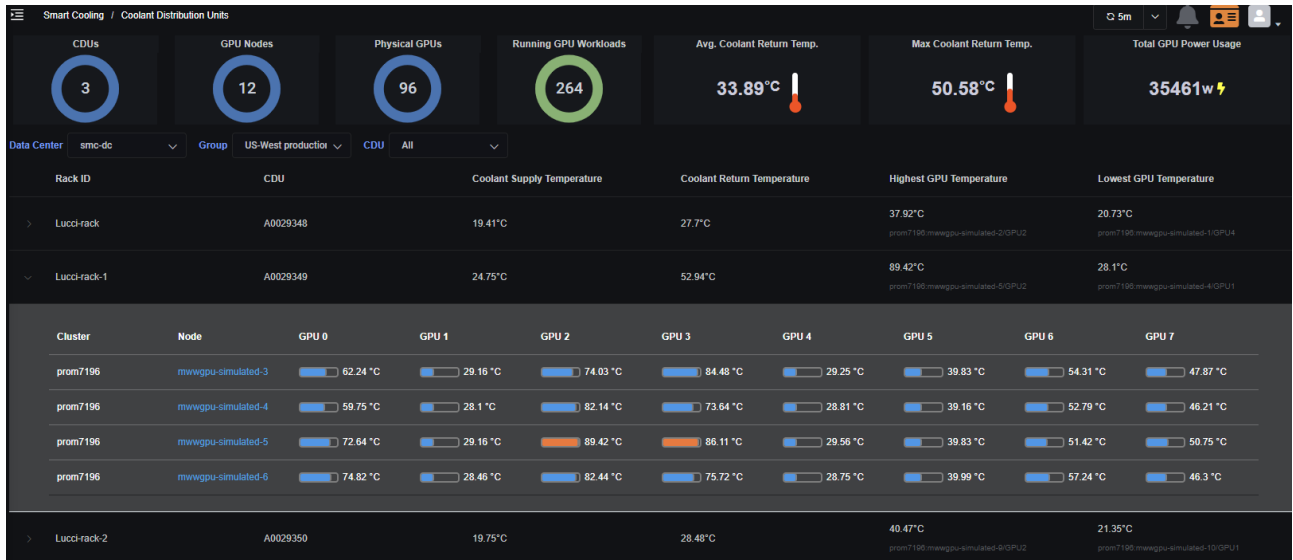 Smart Cooling / Coolant Distribution Units 5m
CDUs GPU Nodes Physical GPUs Running GPU Workloads Avg. Coolant Return Temp. Max Coolant Return Temp. Total GPU Power Usage
3 12 96 264 33.89°C 50.58°C 35461w
Data Center smc-dc Group US-West production CDU All
Rack ID CDU Coolant Supply Temperature Coolant Return Temperature Highest GPU Temperature Lowest GPU Temperature
Lucci-rack A0029348 19.41°C 27.7°C 37.92°C 20.73°C
prom7196:mwwgpu-simulated-2/GPU2 prom7196:mwwgpu-simulated-1/GPU4
Lucci-rack-1 A0029349 24.75°C 52.94°C 89.42°C 28.1°C
prom7196:mwwgpu-simulated-5/GPU2 prom7196:mwwgpu-simulated-4/GPU1
Cluster Node GPU 0 GPU 1 GPU 2 GPU 3 GPU 4 GPU 5 GPU 6 GPU 7
prom7196 mwwgpu-simulated-3 62.24 °C 29.16 °C 74.03 °C 84.48 °C 29.25 °C 39.83 °C 54.31 °C 47.87 °C
prom7196 mwwgpu-simulated-4 59.75 °C 28.1 °C 82.14 °C 73.64 °C 28.81 °C 39.16 °C 52.79 °C 46.21 °C
prom7196 mwwgpu-simulated-5 72.64 °C 29.16 °C 89.42 °C 86.11 °C 29.56 °C 39.83 °C 51.42 °C 50.75 °C
prom7196 mwwgpu-simulated-6 74.82 °C 28.46 °C 82.44 °C 75.72 °C 28.75 °C 39.99 °C 57.24 °C 46.3 °C
Lucci-rack-2 A0029350 19.75°C 28.48°C 40.47°C 21.35°C
prom7196:mwwgpu-simulated-9/GPU2 prom7196:mwwgpu-simulated-10/GPU1